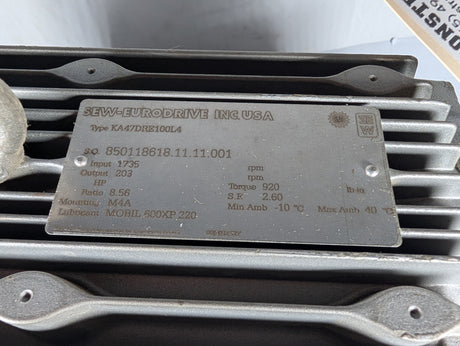 SEW-EURODRIVE INC. USA
Type KA47DRE100L4
SEW
S.O. 850118618.11.11.001
Input 1735 rpm
Output 203 rpm
HP Torque 920 lb-in
Ratio 8.56 S.F. 2.60
Mounting M4A Min Amb -10 °C Max Amb 40 °C
Lubricant MOBIL 600XP 220